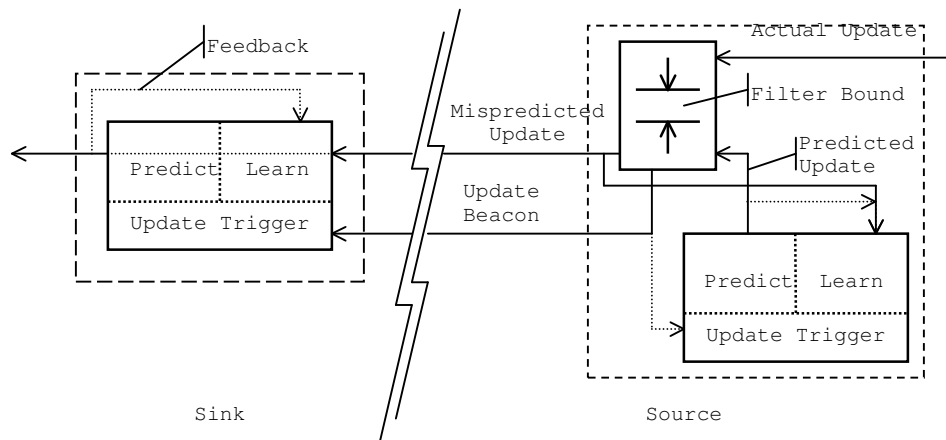 Feedback
Actual Update
Filter Bound
Mispredicted
Update
Predicted
Update
Predict
Learn
Update
Beacon
Update Trigger
Predict
Learn
Update Trigger
Sink
Source